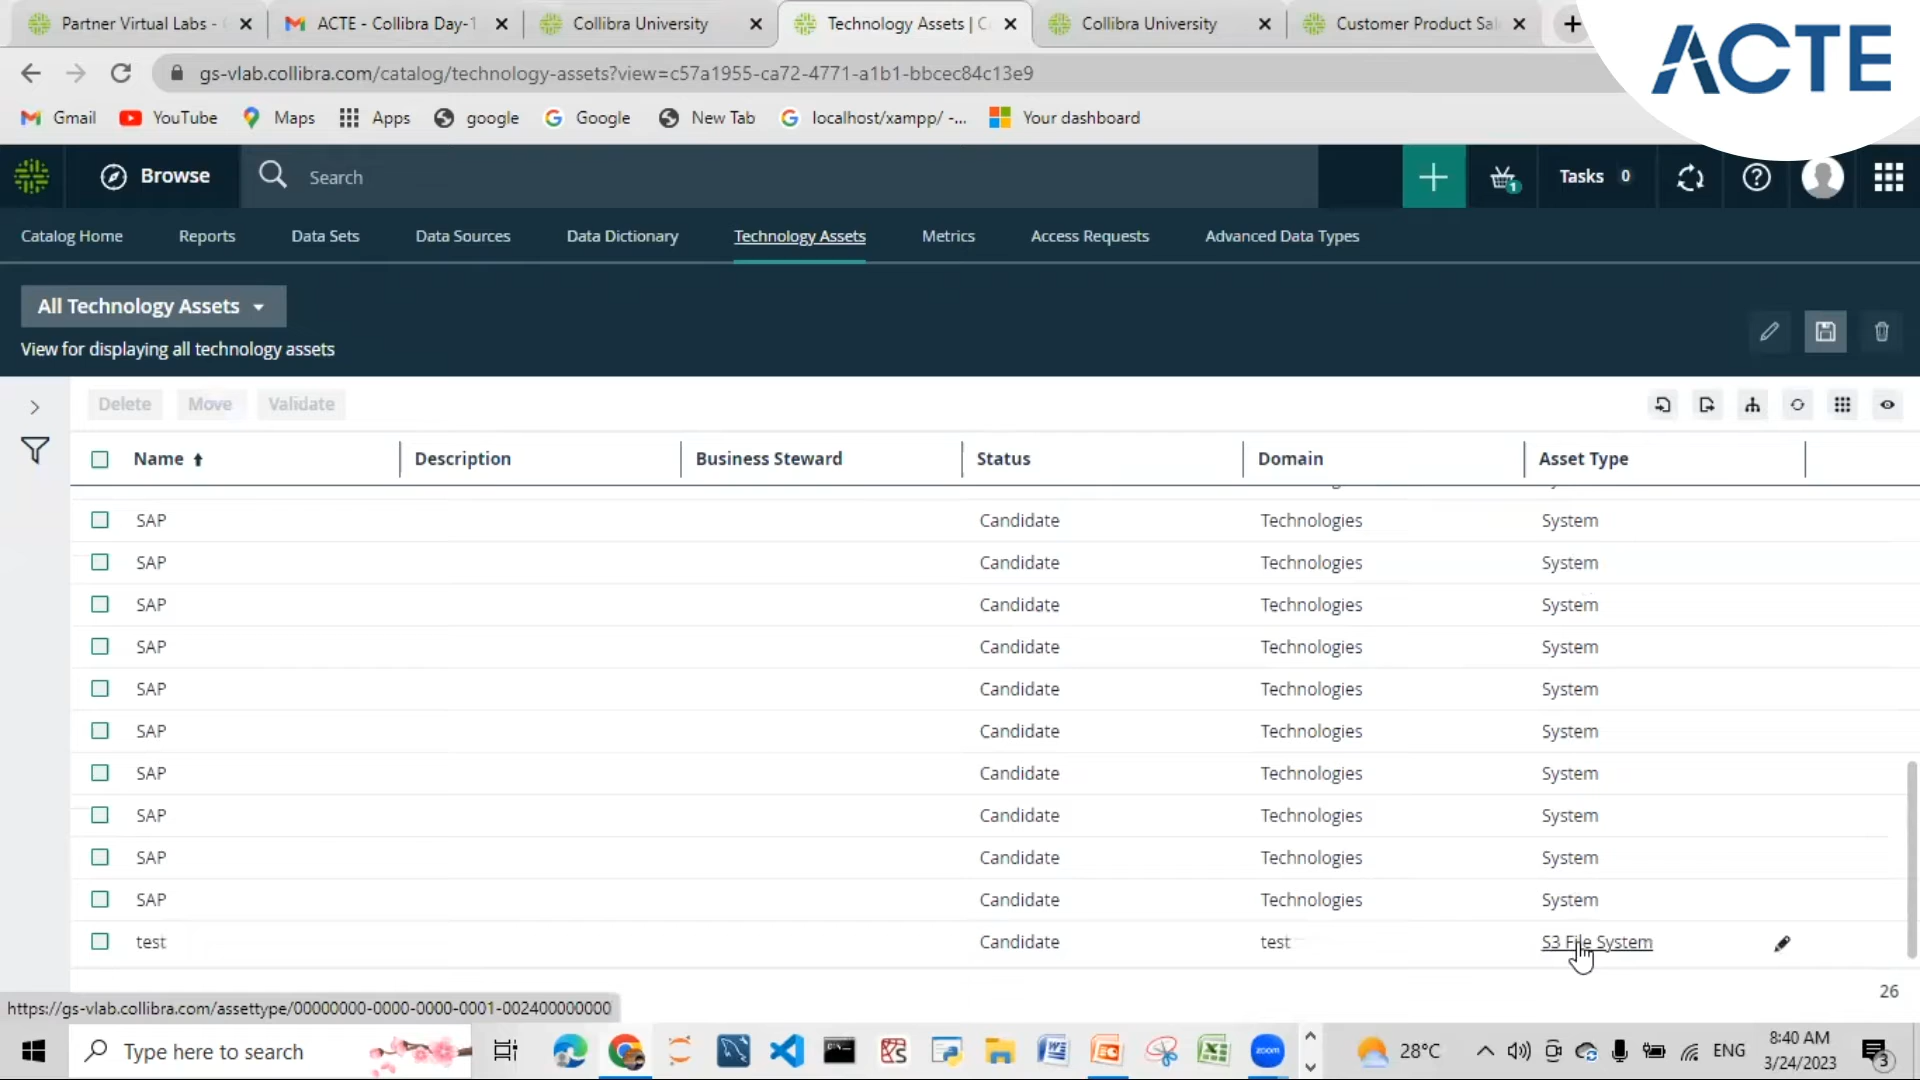 Partner Virtual Labs -
ACTE - Collibra Day-1
Collibra University
Technology Assets | C
Collibra University
Customer Product Sal
ACTE
gs-vlab.collibra.com/catalog/technology-assets?view=c57a1955-ca72-4771-a1b1-bbcec84c13e9
Gmail YouTube Maps Apps google Google New Tab localhost/xampp/ -... Your dashboard
Browse Search 1 Tasks 0
Catalog Home Reports Data Sets Data Sources Data Dictionary Technology Assets Metrics Access Requests Advanced Data Types
All Technology Assets
View for displaying all technology assets
Delete Move Validate
Name Description Business Steward Status Domain Asset Type
SAP Candidate Technologies System
SAP Candidate Technologies System
SAP Candidate Technologies System
SAP Candidate Technologies System
SAP Candidate Technologies System
SAP Candidate Technologies System
SAP Candidate Technologies System
SAP Candidate Technologies System
SAP Candidate Technologies System
SAP Candidate Technologies System
test Candidate test S3 File System
26
https://gs-vlab.collibra.com/assettype/00000000-0000-0000-0001-002400000000
Type here to search
zoom
28°C
ENG
8:40 AM
3/24/2023
3